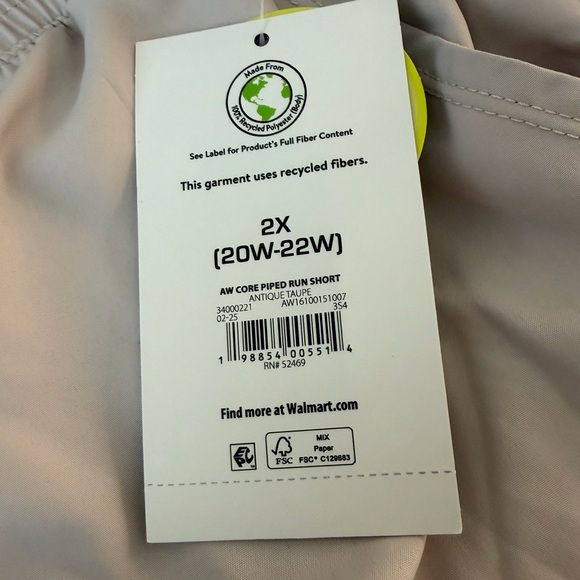 Made From
100% Recycled Polyester (Body)
See Label for Product's Full Fiber Content
This garment uses recycled fibers.
2X
(20W-22W)
AW CORE PIPED RUN SHORT
ANTIQUE TAUPE
34000221 AW16100151007
02-25 354
1 98854 00551 4
RN# 52469
Find more at Walmart.com
FSC
MIX
Paper
FSC® C129883